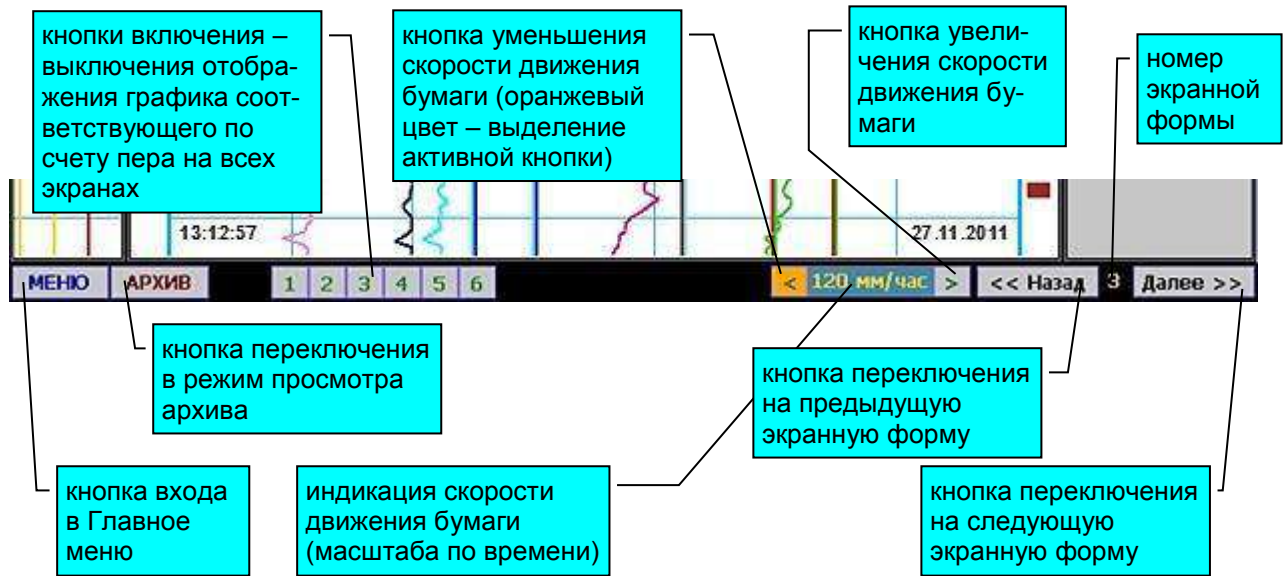 кнопки включения –
выключения отобра-
жения графика соот-
ветствующего по
счету пера на всех
экранах
кнопка уменьшения
скорости движения
бумаги (оранжевый
цвет – выделение
активной кнопки)
кнопка увели-
чения скорости
движения бу-
маги
номер
экранной
формы
13:12:57
27.11.2011
МЕНЮ АРХИВ 1 2 3 4 5 6 < 120 мм/час > << Назад 3 Далее >>
кнопка переключения
в режим просмотра
архива
кнопка переключения
на предыдущую
экранную форму
кнопка входа
в Главное
меню
индикация скорости
движения бумаги
(масштаба по времени)
кнопка переключения
на следующую
экранную форму